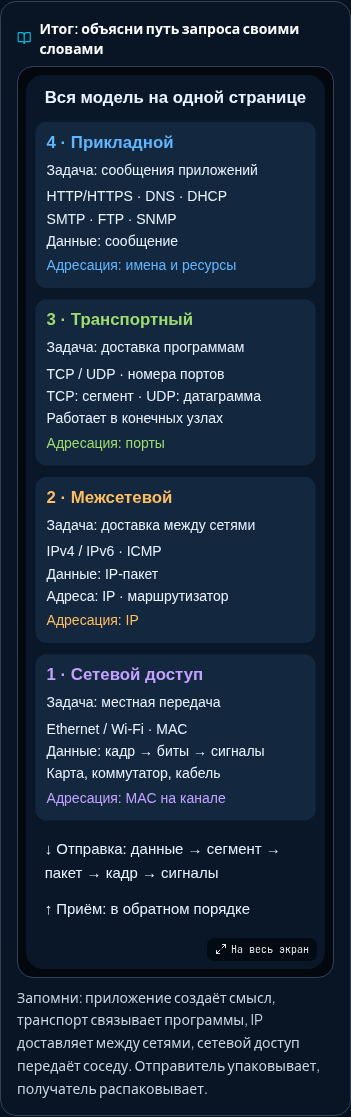 Итог: объясни путь запроса своими
словами
Вся модель на одной странице
4 · Прикладной
Задача: сообщения приложений
HTTP/HTTPS · DNS · DHCP
SMTP · FTP · SNMP
Данные: сообщение
Адресация: имена и ресурсы
3 · Транспортный
Задача: доставка программам
TCP / UDP · номера портов
TCP: сегмент · UDP: датаграмма
Работает в конечных узлах
Адресация: порты
2 · Межсетевой
Задача: доставка между сетями
IPv4 / IPv6 · ICMP
Данные: IP-пакет
Адреса: IP · маршрутизатор
Адресация: IP
1 · Сетевой доступ
Задача: местная передача
Ethernet / Wi-Fi · MAC
Данные: кадр → биты → сигналы
Карта, коммутатор, кабель
Адресация: MAC на канале
↓ Отправка: данные → сегмент →
пакет → кадр → сигналы
↑ Приём: в обратном порядке
На весь экран
Запомни: приложение создаёт смысл,
транспорт связывает программы, IP
доставляет между сетями, сетевой доступ
передаёт соседу. Отправитель упаковывает,
получатель распаковывает.